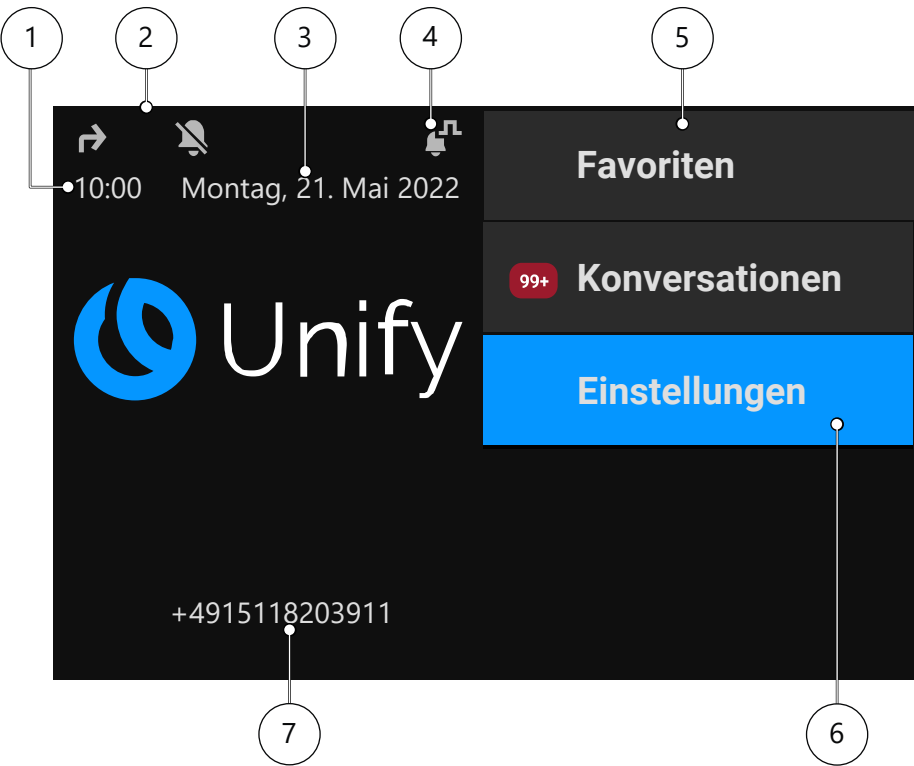 1 2 3 4 5
10:00 Montag, 21. Mai 2022
Favoriten
99+ Konversationen
Unify
Einstellungen
+4915118203911
7 6